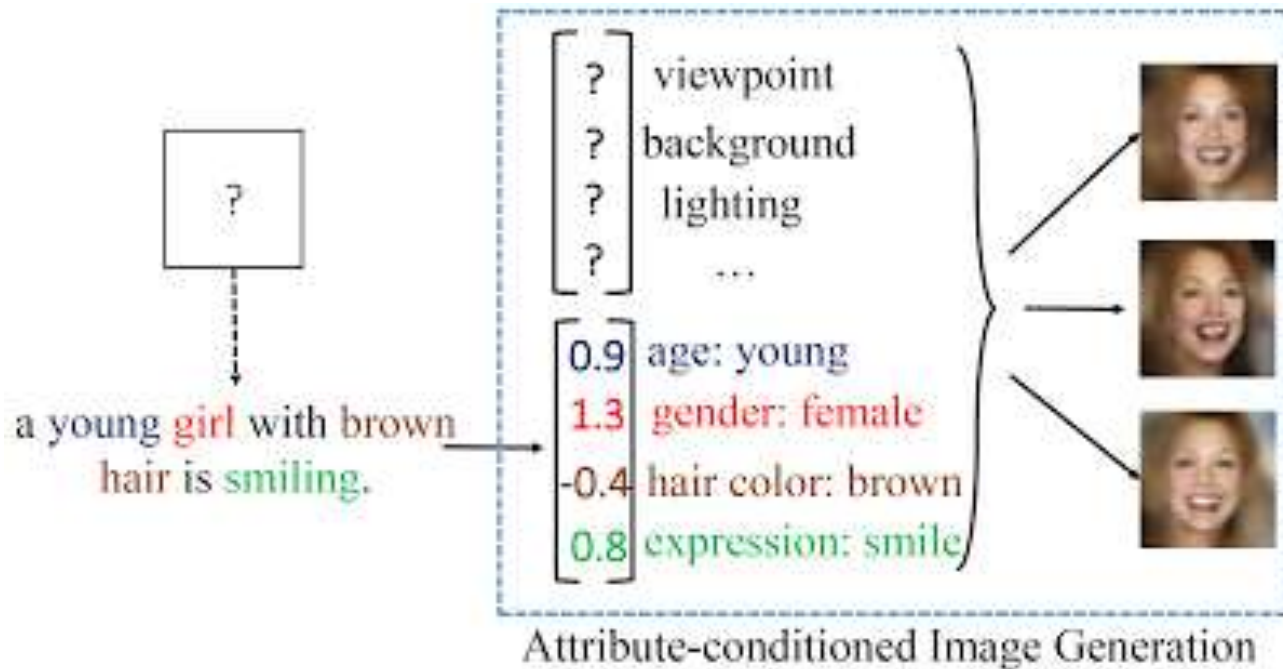 ?
a young girl with brown
hair is smiling.
? viewpoint
? background
? lighting
? ...
0.9 age: young
1.3 gender: female
-0.4 hair color: brown
0.8 expression: smile
Attribute-conditioned Image Generation